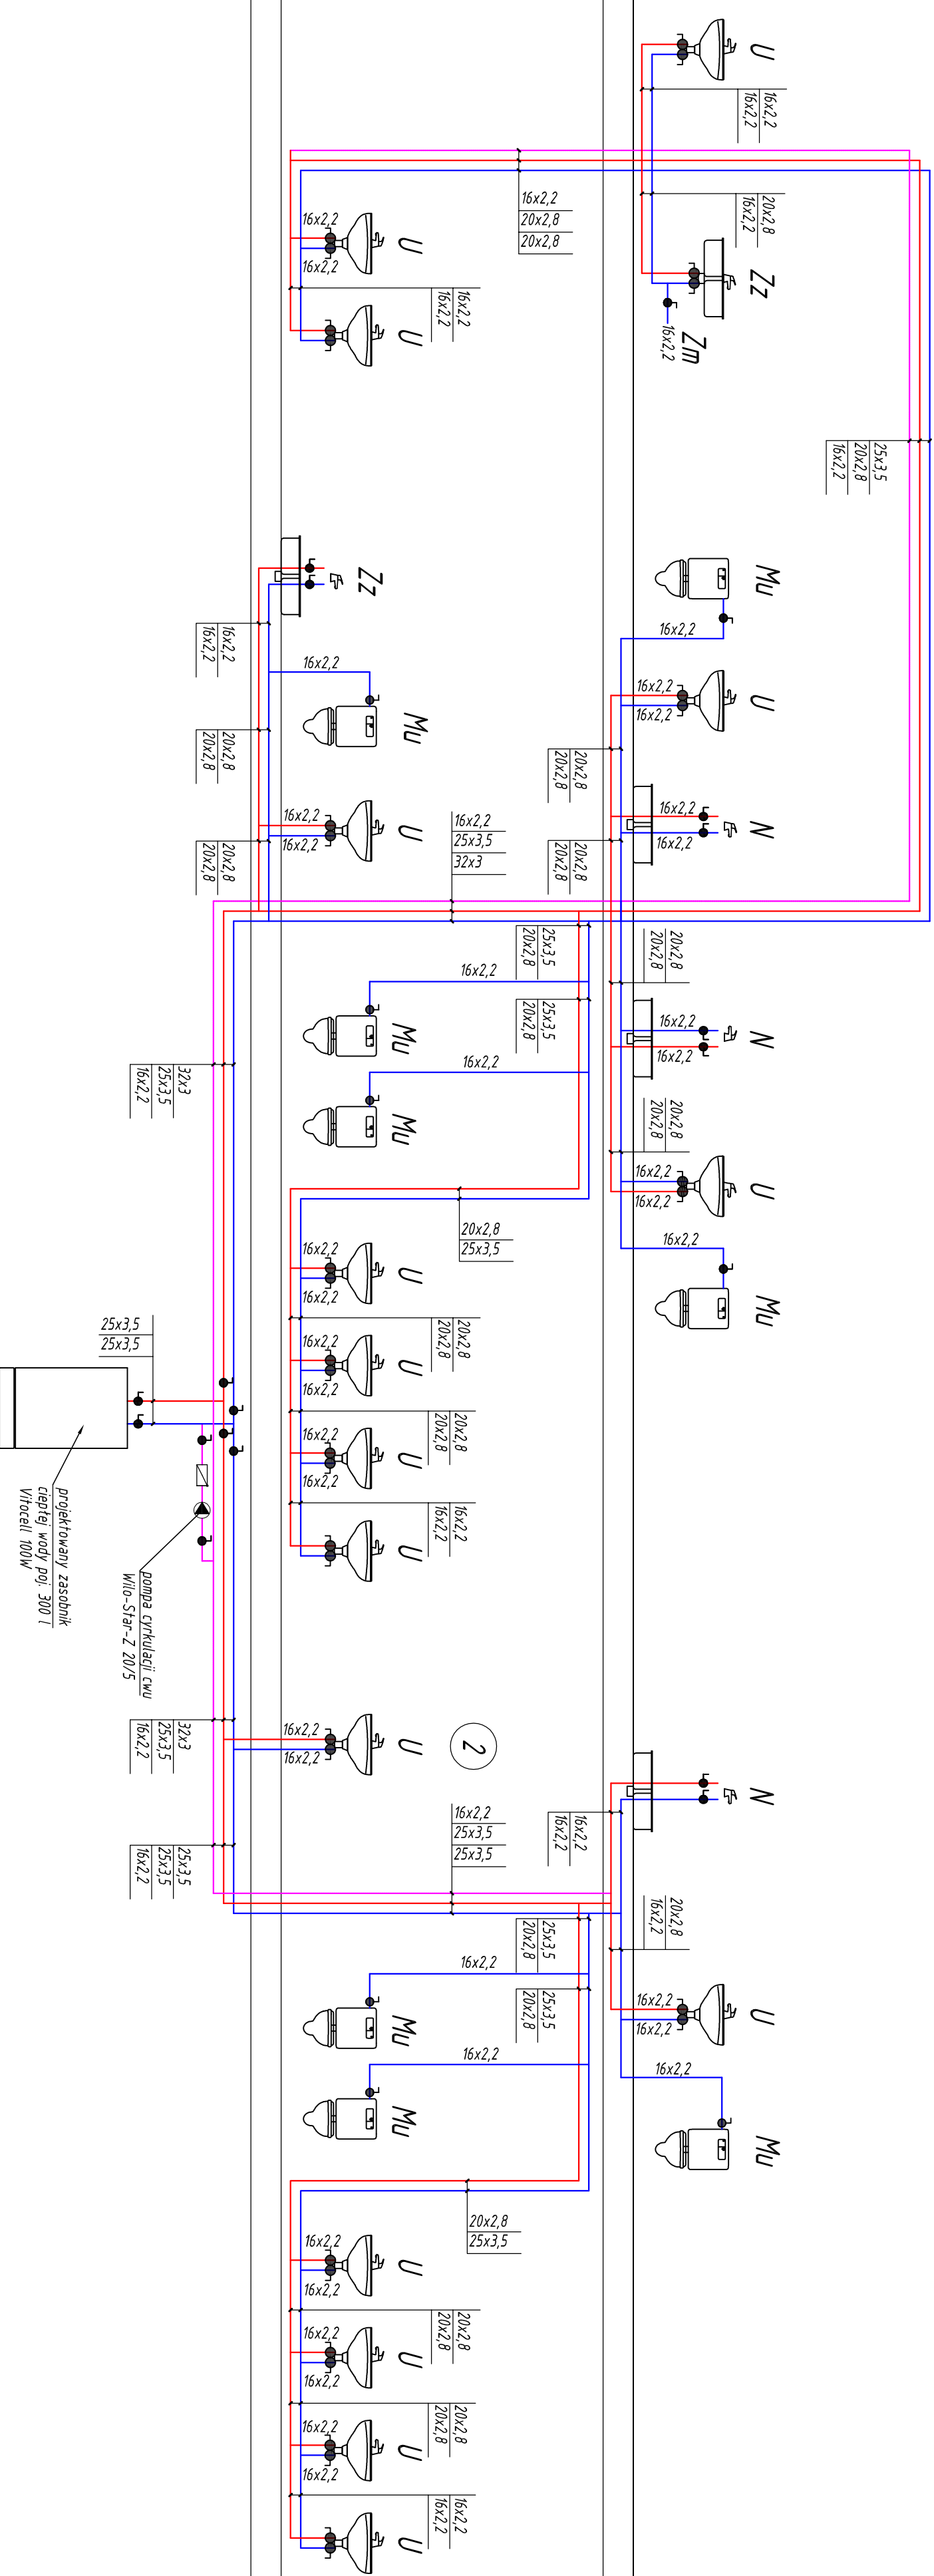 U
16x2,2
16x2,2
20x2,8
16x2,2
Zz
Zm
16x2,2
16x2,2
20x2,8
20x2,8
16x2,2
U
16x2,2
16x2,2
16x2,2
U
25x3,5
20x2,8
16x2,2
Mu
16x2,2
U
16x2,2
16x2,2
20x2,8
20x2,8
N
16x2,2
16x2,2
20x2,8
20x2,8
20x2,8
20x2,8
N
16x2,2
16x2,2
20x2,8
20x2,8
U
16x2,2
16x2,2
16x2,2
Mu
Zz
16x2,2
16x2,2
16x2,2
Mu
20x2,8
20x2,8
U
16x2,2
16x2,2
20x2,8
20x2,8
16x2,2
25x3,5
32x3
25x3,5
20x2,8
16x2,2
Mu
25x3,5
20x2,8
16x2,2
Mu
32x3
25x3,5
16x2,2
20x2,8
25x3,5
U
16x2,2
16x2,2
20x2,8
20x2,8
U
16x2,2
16x2,2
20x2,8
20x2,8
U
16x2,2
16x2,2
16x2,2
16x2,2
U
25x3,5
25x3,5
projektowany zasobnik
ciepłej wody poj. 300 l
Vitocell 100W
pompa cyrkulacji cwu
Wilo-Star-Z 20/5
32x3
25x3,5
16x2,2
U
16x2,2
16x2,2
2
25x3,5
25x3,5
16x2,2
16x2,2
25x3,5
25x3,5
N
16x2,2
16x2,2
20x2,8
16x2,2
U
16x2,2
16x2,2
16x2,2
Mu
25x3,5
20x2,8
16x2,2
Mu
25x3,5
20x2,8
16x2,2
Mu
20x2,8
25x3,5
U
16x2,2
16x2,2
20x2,8
20x2,8
U
16x2,2
16x2,2
20x2,8
20x2,8
U
16x2,2
16x2,2
16x2,2
16x2,2
U